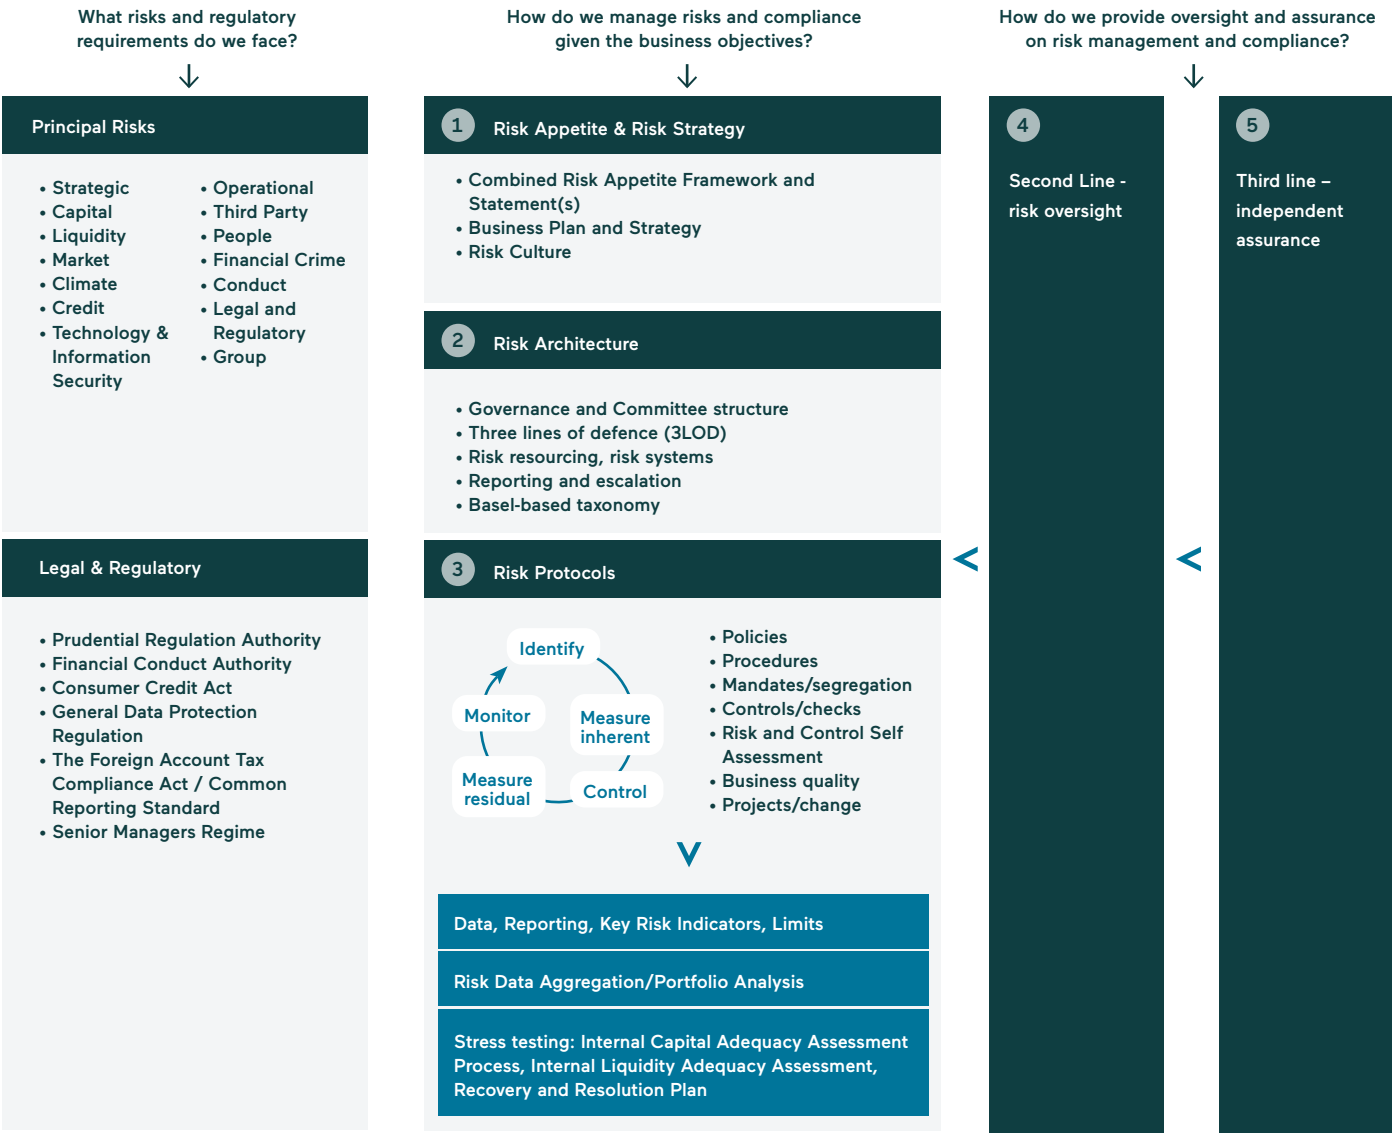 What risks and regulatory
requirements do we face?
How do we manage risks and compliance
given the business objectives?
How do we provide oversight and assurance
on risk management and compliance?
Principal Risks
• Strategic
• Capital
• Liquidity
• Market
• Climate
• Credit
• Technology &
Information
Security
• Operational
• Third Party
• People
• Financial Crime
• Conduct
• Legal and
Regulatory
• Group
Legal & Regulatory
• Prudential Regulation Authority
• Financial Conduct Authority
• Consumer Credit Act
• General Data Protection
Regulation
• The Foreign Account Tax
Compliance Act / Common
Reporting Standard
• Senior Managers Regime
1 Risk Appetite & Risk Strategy
• Combined Risk Appetite Framework and
Statement(s)
• Business Plan and Strategy
• Risk Culture
2 Risk Architecture
• Governance and Committee structure
• Three lines of defence (3LOD)
• Risk resourcing, risk systems
• Reporting and escalation
• Basel-based taxonomy
3 Risk Protocols
Identify
Measure
inherent
Control
Measure
residual
Monitor
• Policies
• Procedures
• Mandates/segregation
• Controls/checks
• Risk and Control Self
Assessment
• Business quality
• Projects/change
Data, Reporting, Key Risk Indicators, Limits
Risk Data Aggregation/Portfolio Analysis
Stress testing: Internal Capital Adequacy Assessment
Process, Internal Liquidity Adequacy Assessment,
Recovery and Resolution Plan
4
Second Line -
risk oversight
5
Third line –
independent
assurance